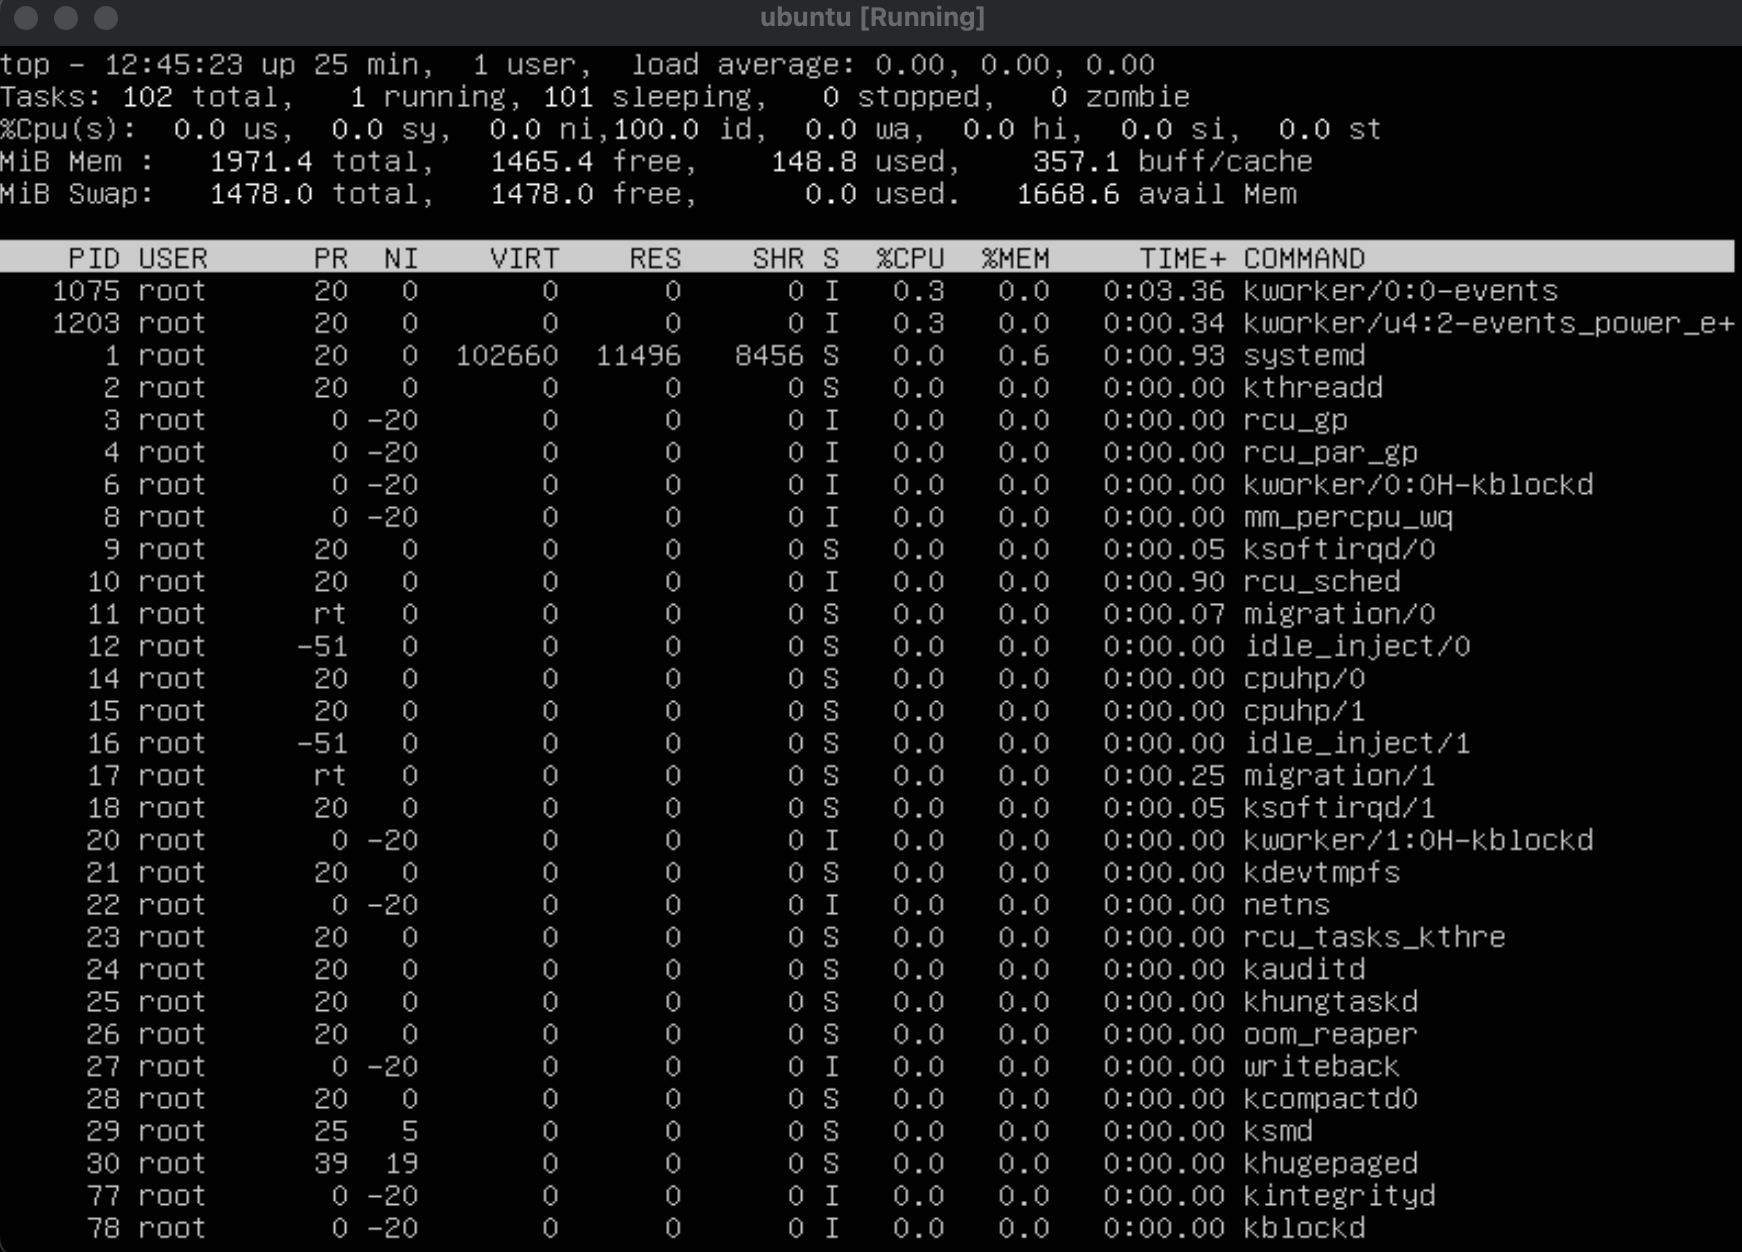 ubuntu [Running]
top - 12:45:23 up 25 min,  1 user,  load average: 0.00, 0.00, 0.00
Tasks: 102 total,   1 running, 101 sleeping,   0 stopped,   0 zombie
%Cpu(s):  0.0 us,  0.0 sy,  0.0 ni,100.0 id,  0.0 wa,  0.0 hi,  0.0 si,  0.0 st
MiB Mem :   1971.4 total,   1465.4 free,    148.8 used,    357.1 buff/cache
MiB Swap:   1478.0 total,   1478.0 free,      0.0 used.   1668.6 avail Mem
PID USER      PR  NI    VIRT    RES    SHR S  %CPU  %MEM     TIME+ COMMAND
1075 root      20   0       0      0      0 I   0.3   0.0   0:03.36 kworker/0:0-events
1203 root      20   0       0      0      0 I   0.3   0.0   0:00.34 kworker/u4:2-events_power_e+
1 root      20   0  102660  11496   8456 S   0.0   0.6   0:00.93 systemd
2 root      20   0       0      0      0 S   0.0   0.0   0:00.00 kthreadd
3 root       0 -20       0      0      0 I   0.0   0.0   0:00.00 rcu_gp
4 root       0 -20       0      0      0 I   0.0   0.0   0:00.00 rcu_par_gp
6 root       0 -20       0      0      0 I   0.0   0.0   0:00.00 kworker/0:0H-kblockd
8 root       0 -20       0      0      0 I   0.0   0.0   0:00.00 mm_percpu_wq
9 root      20   0       0      0      0 S   0.0   0.0   0:00.05 ksoftirqd/0
10 root      20   0       0      0      0 I   0.0   0.0   0:00.90 rcu_sched
11 root      rt   0       0      0      0 S   0.0   0.0   0:00.07 migration/0
12 root     -51   0       0      0      0 S   0.0   0.0   0:00.00 idle_inject/0
14 root      20   0       0      0      0 S   0.0   0.0   0:00.00 cpuhp/0
15 root      20   0       0      0      0 S   0.0   0.0   0:00.00 cpuhp/1
16 root     -51   0       0      0      0 S   0.0   0.0   0:00.00 idle_inject/1
17 root      rt   0       0      0      0 S   0.0   0.0   0:00.25 migration/1
18 root      20   0       0      0      0 S   0.0   0.0   0:00.05 ksoftirqd/1
20 root       0 -20       0      0      0 I   0.0   0.0   0:00.00 kworker/1:0H-kblockd
21 root      20   0       0      0      0 S   0.0   0.0   0:00.00 kdevtmpfs
22 root       0 -20       0      0      0 I   0.0   0.0   0:00.00 netns
23 root      20   0       0      0      0 S   0.0   0.0   0:00.00 rcu_tasks_kthre
24 root      20   0       0      0      0 S   0.0   0.0   0:00.00 kauditd
25 root      20   0       0      0      0 S   0.0   0.0   0:00.00 khungtaskd
26 root      20   0       0      0      0 S   0.0   0.0   0:00.00 oom_reaper
27 root       0 -20       0      0      0 I   0.0   0.0   0:00.00 writeback
28 root      20   0       0      0      0 S   0.0   0.0   0:00.00 kcompactd0
29 root      25   5       0      0      0 S   0.0   0.0   0:00.00 ksmd
30 root      39  19       0      0      0 S   0.0   0.0   0:00.00 khugepaged
77 root       0 -20       0      0      0 I   0.0   0.0   0:00.00 kintegrityd
78 root       0 -20       0      0      0 I   0.0   0.0   0:00.00 kblockd